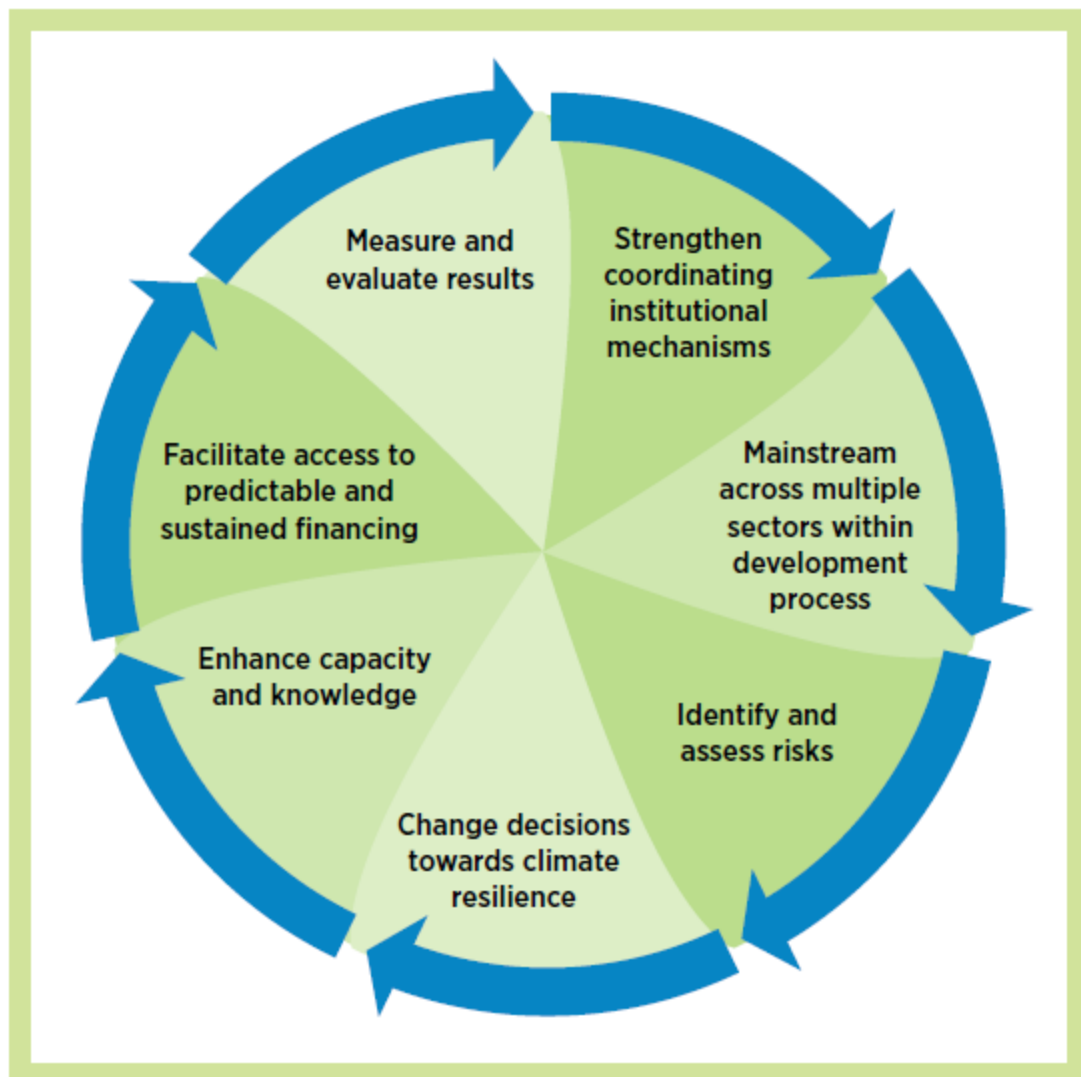 Measure and
evaluate results
Strengthen
coordinating
institutional
mechanisms
Mainstream
across multiple
sectors within
development
process
Identify and
assess risks
Change decisions
towards climate
resilience
Enhance capacity
and knowledge
Facilitate access to
predictable and
sustained financing